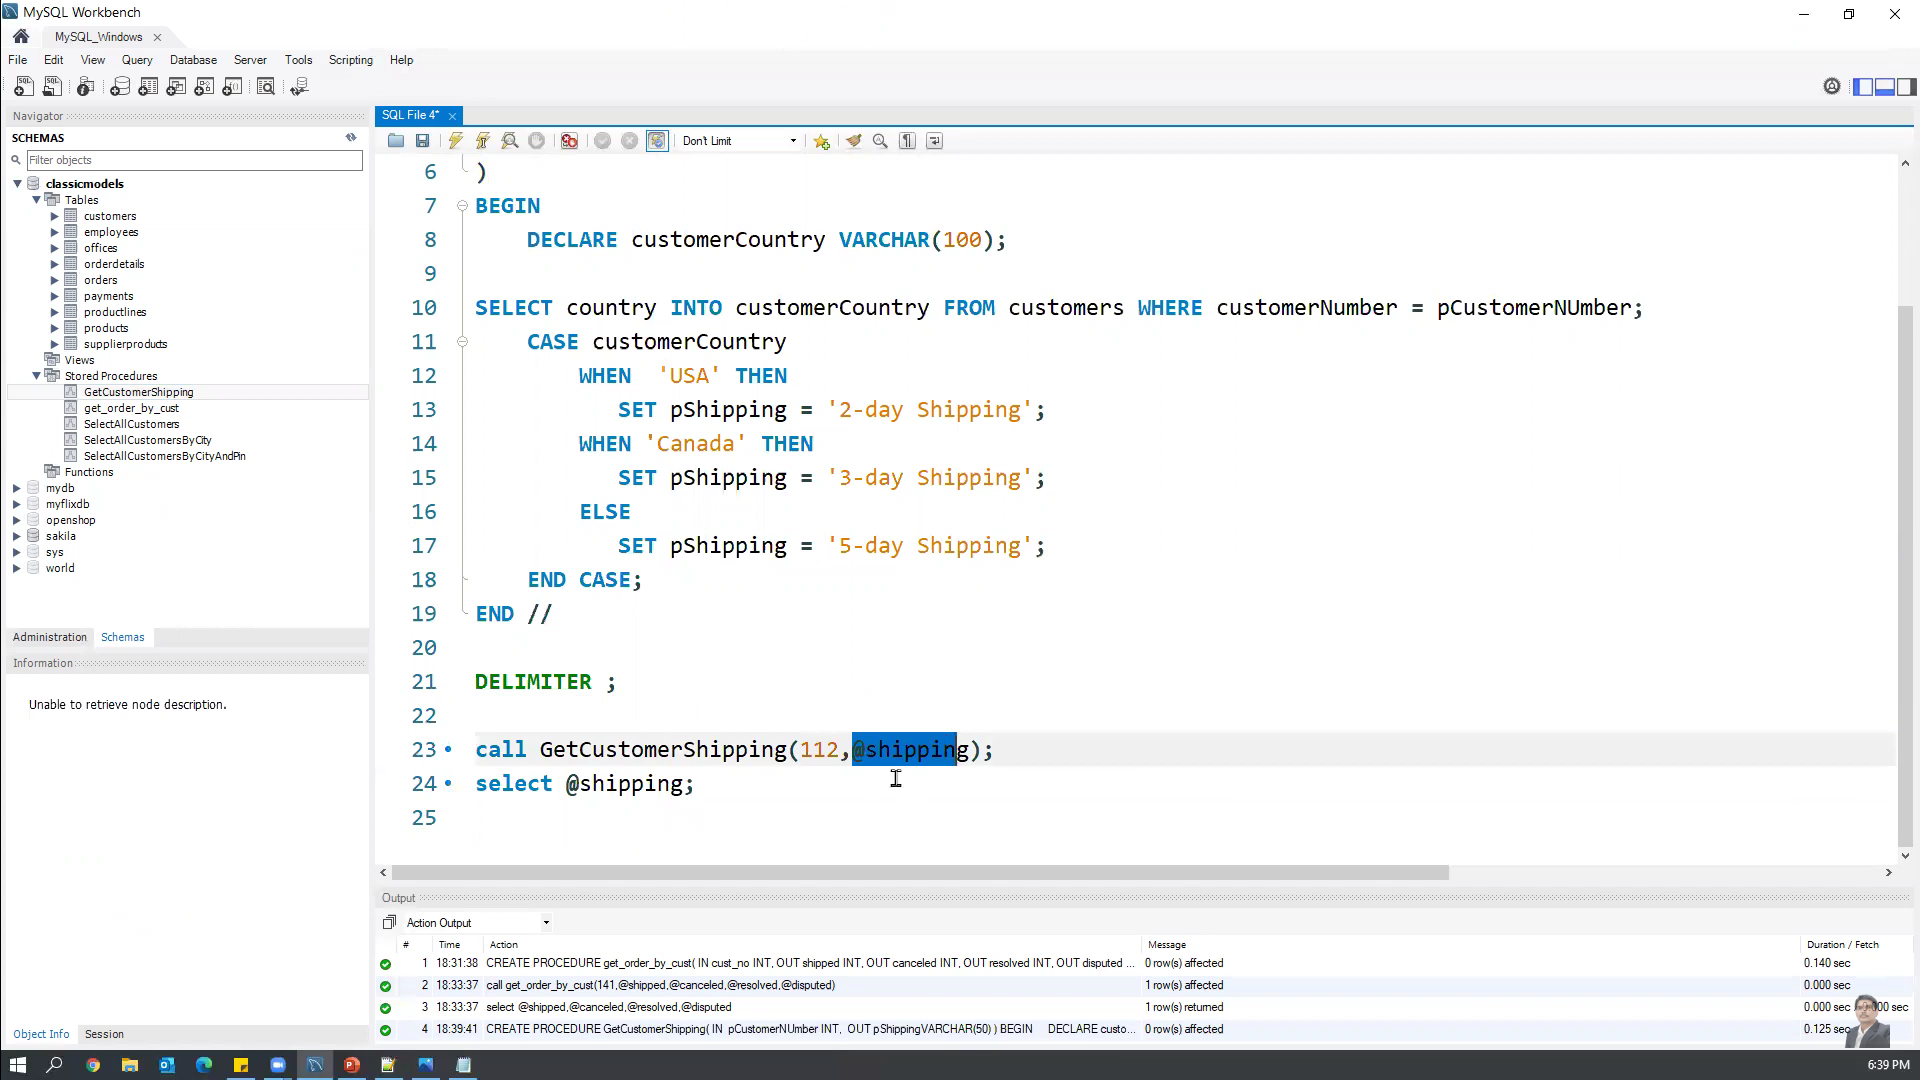 MySQL Workbench
MySQL_Windows
File Edit View Query Database Server Tools Scripting Help
Navigator
SCHEMAS
Filter objects
classicmodels
Tables
customers
employees
offices
orderdetails
orders
payments
productlines
products
supplierproducts
Views
Stored Procedures
GetCustomerShipping
get_order_by_cust
SelectAllCustomers
SelectAllCustomersByCity
SelectAllCustomersByCityAndPin
Functions
mydb
myflixdb
openshop
sakila
sys
world
Administration Schemas
Information
Unable to retrieve node description.
Object Info Session
SQL File 4*
Don't Limit
6 )
7 BEGIN
8 DECLARE customerCountry VARCHAR(100);
9
10 SELECT country INTO customerCountry FROM customers WHERE customerNumber = pCustomerNUmber;
11 CASE customerCountry
12 WHEN 'USA' THEN
13 SET pShipping = '2-day Shipping';
14 WHEN 'Canada' THEN
15 SET pShipping = '3-day Shipping';
16 ELSE
17 SET pShipping = '5-day Shipping';
18 END CASE;
19 END //
20
21 DELIMITER ;
22
23 call GetCustomerShipping(112,@shipping);
24 select @shipping;
25
Output
Action Output
# Time Action Message Duration / Fetch
1 18:31:38 CREATE PROCEDURE get_order_by_cust( IN cust_no INT, OUT shipped INT, OUT canceled INT, OUT resolved INT, OUT disputed ... 0 row(s) affected 0.140 sec
2 18:33:37 call get_order_by_cust(141,@shipped,@canceled,@resolved,@disputed) 1 row(s) affected 0.000 sec
3 18:33:37 select @shipped,@canceled,@resolved,@disputed 1 row(s) returned 0.000 sec
4 18:39:41 CREATE PROCEDURE GetCustomerShipping( IN pCustomerNUmber INT, OUT pShippingVARCHAR(50) ) BEGIN DECLARE custo... 0 row(s) affected 0.125 sec
6:39 PM